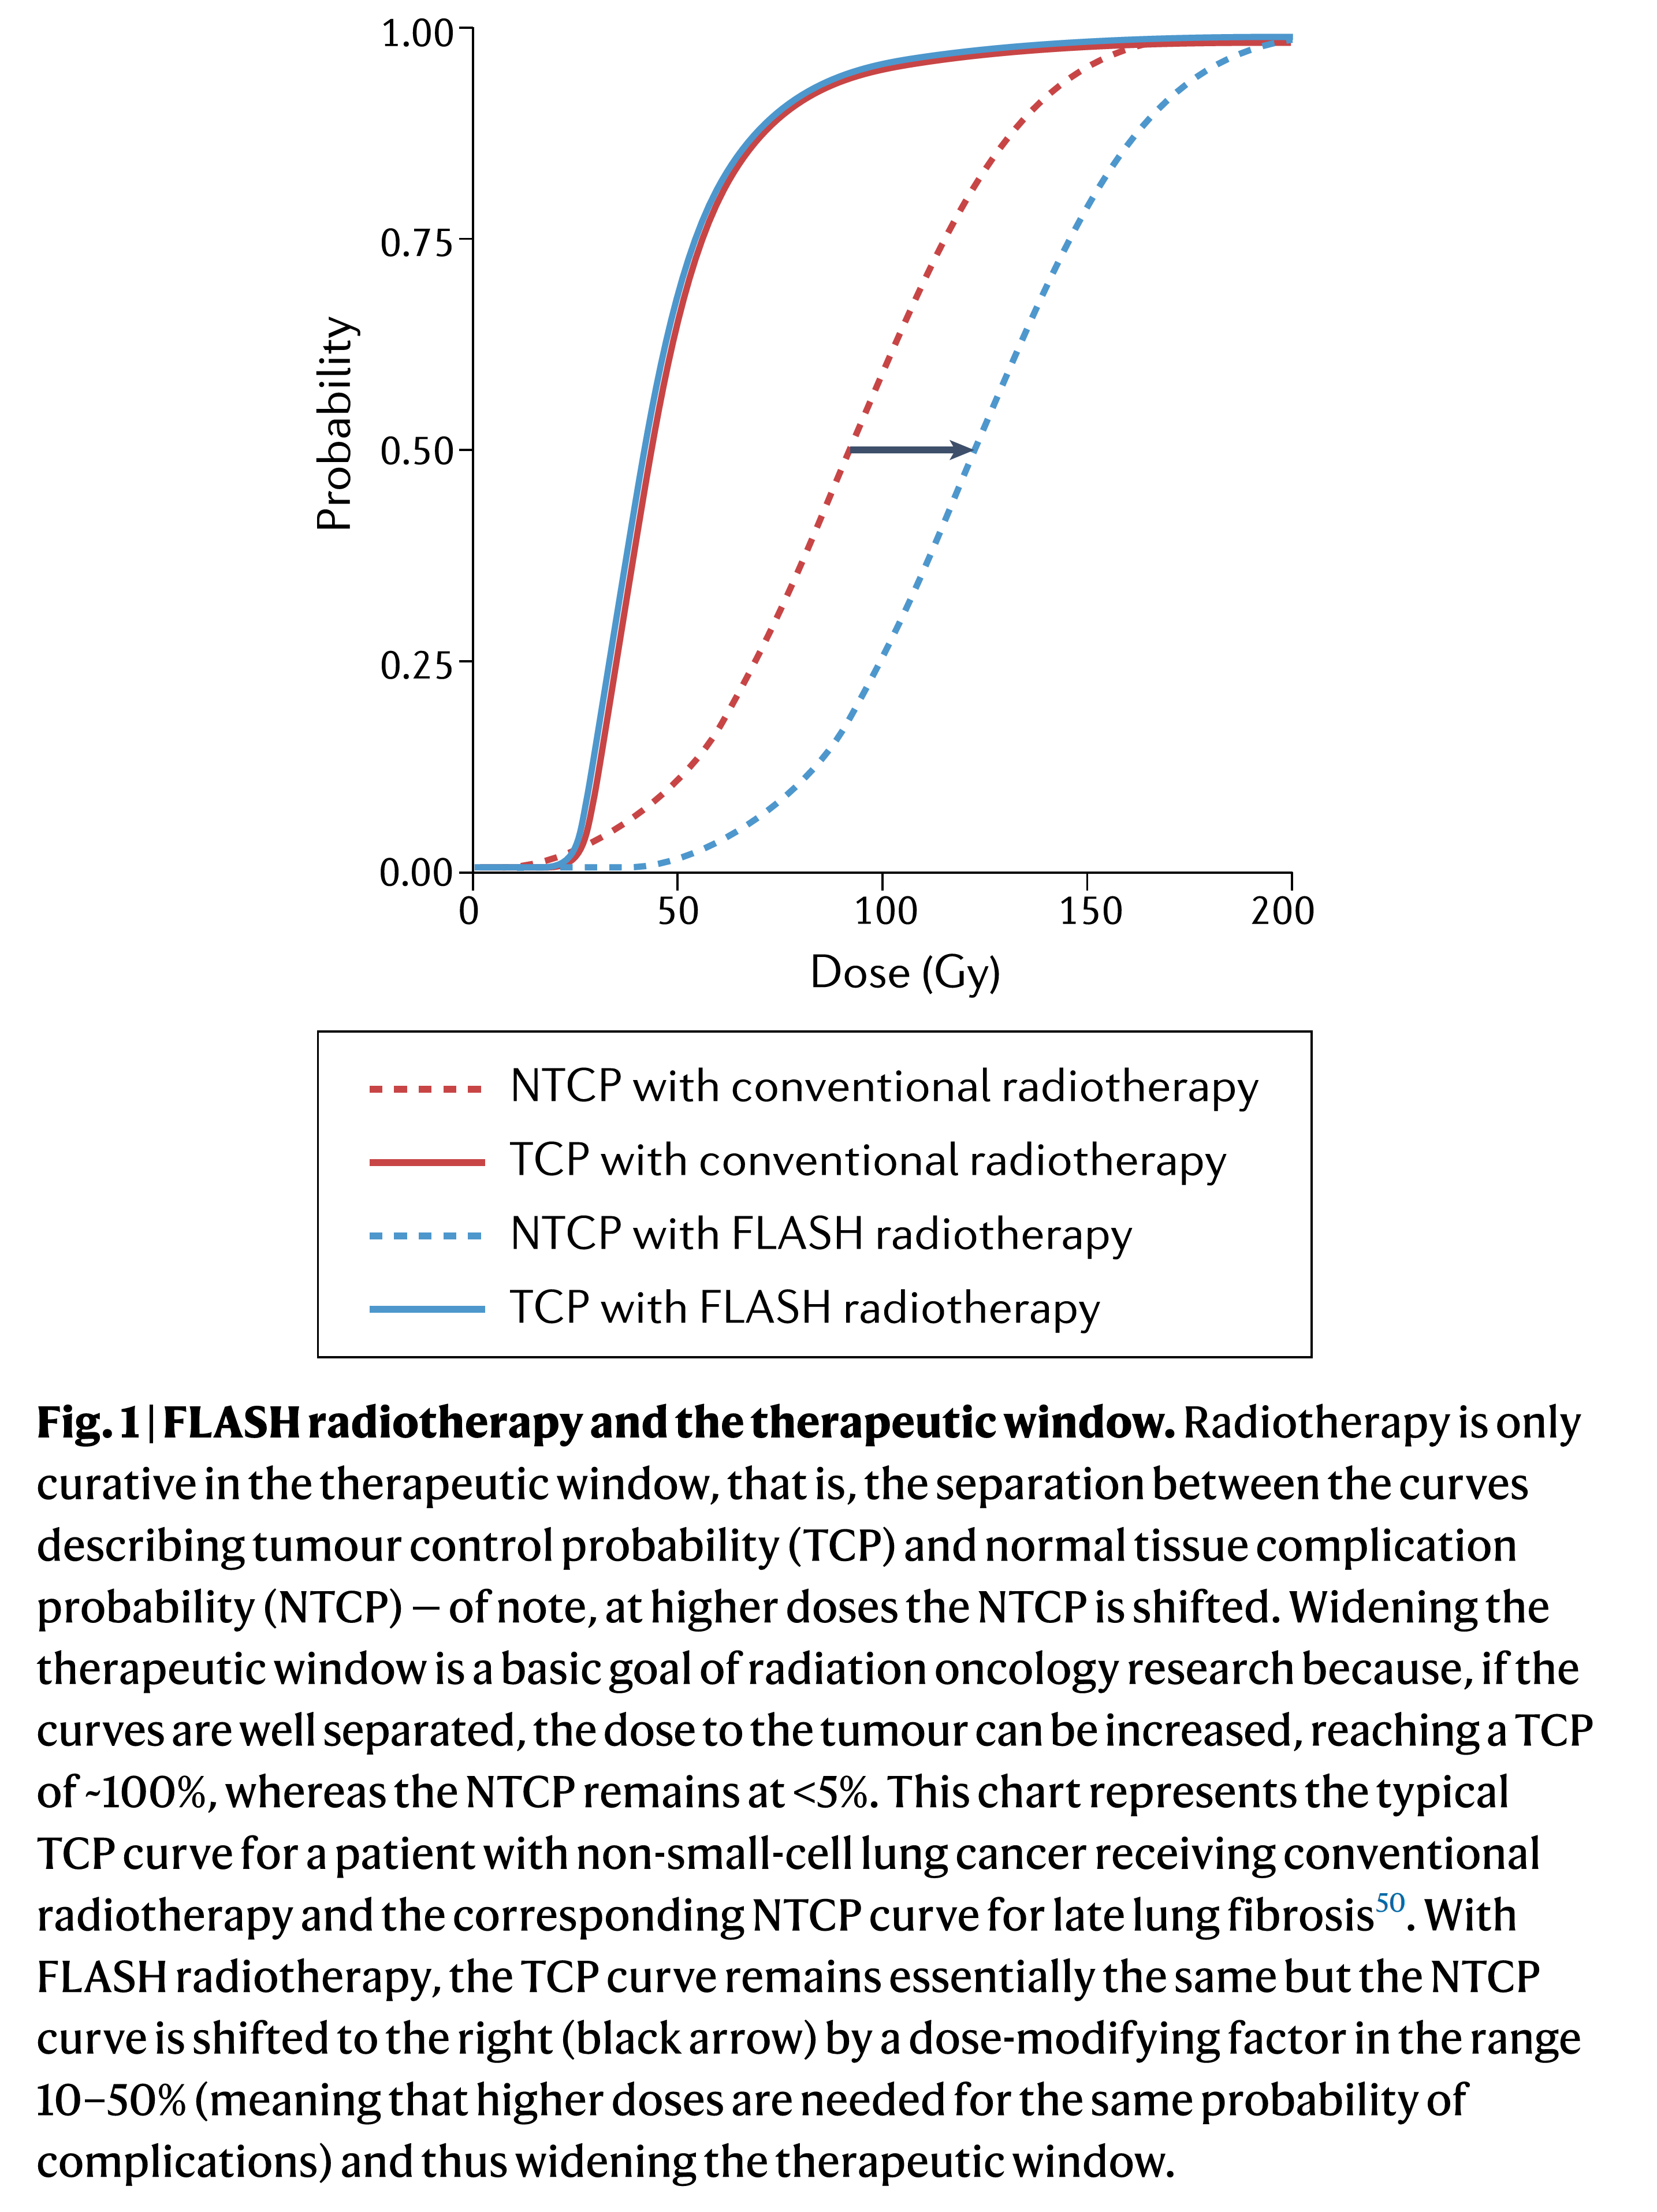 1.00
0.75
0.50
0.25
0.00
Probability
0 50 100 150 200
Dose (Gy)
NTCP with conventional radiotherapy
TCP with conventional radiotherapy
NTCP with FLASH radiotherapy
TCP with FLASH radiotherapy
Fig. 1 | FLASH radiotherapy and the therapeutic window. Radiotherapy is only
curative in the therapeutic window, that is, the separation between the curves
describing tumour control probability (TCP) and normal tissue complication
probability (NTCP) — of note, at higher doses the NTCP is shifted. Widening the
therapeutic window is a basic goal of radiation oncology research because, if the
curves are well separated, the dose to the tumour can be increased, reaching a TCP
of ~100%, whereas the NTCP remains at <5%. This chart represents the typical
TCP curve for a patient with non-small-cell lung cancer receiving conventional
radiotherapy and the corresponding NTCP curve for late lung fibrosis⁵⁰. With
FLASH radiotherapy, the TCP curve remains essentially the same but the NTCP
curve is shifted to the right (black arrow) by a dose-modifying factor in the range
10–50% (meaning that higher doses are needed for the same probability of
complications) and thus widening the therapeutic window.